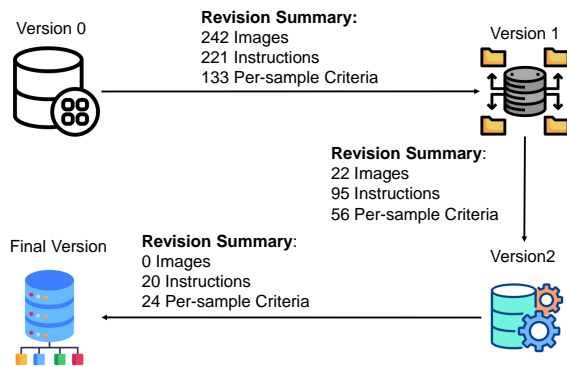 Version 0
Revision Summary:
242 Images
221 Instructions
133 Per-sample Criteria
Version 1
Revision Summary:
22 Images
95 Instructions
56 Per-sample Criteria
Version2
Revision Summary:
0 Images
20 Instructions
24 Per-sample Criteria
Final Version